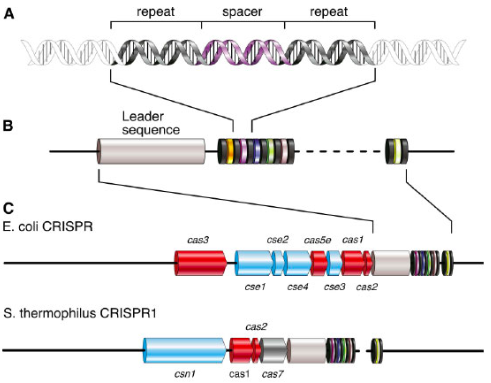 A
repeat spacer repeat
B
Leader
sequence
C
E. coli CRISPR
cas3 cse2 cas5e cas1
cse1 cse4 cse3 cas2
S. thermophilus CRISPR1
cas2
csn1 cas1 cas7